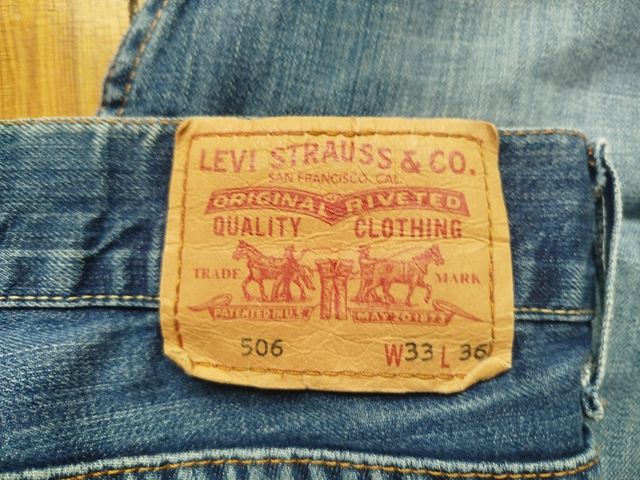 LEVI STRAUSS & CO.
SAN FRANCISCO, CAL.
ORIGINAL RIVETED
QUALITY CLOTHING
TRADE MARK
PATENTED IN U.S. MAY 20 1873
506 W33 L 36